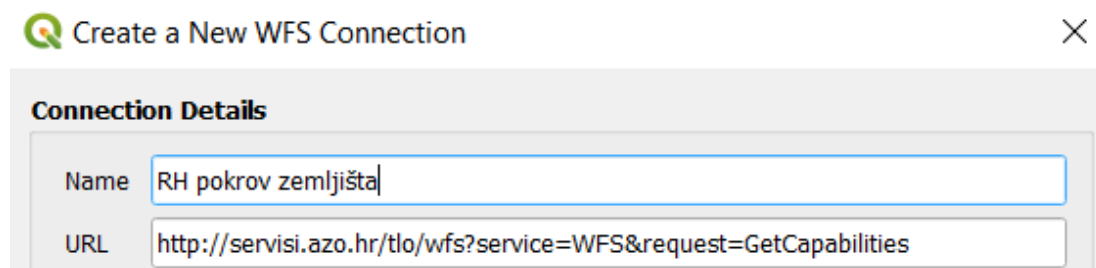 Create a New WFS Connection
Connection Details
Name RH pokrov zemljišta
URL http://servisi.azo.hr/tlo/wfs?service=WFS&request=GetCapabilities